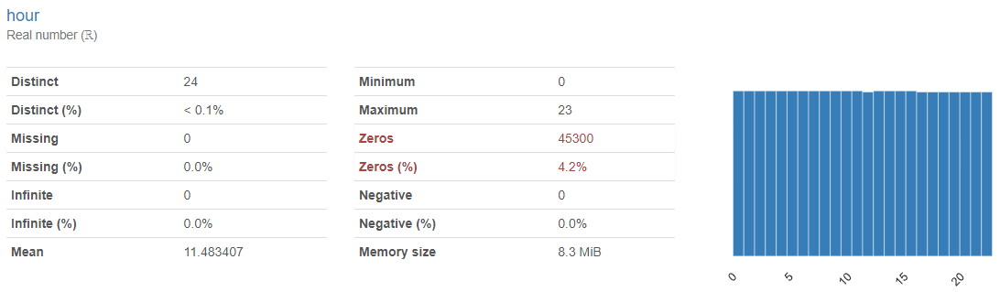 hour
Real number (ℝ)
Distinct 24
Distinct (%) < 0.1%
Missing 0
Missing (%) 0.0%
Infinite 0
Infinite (%) 0.0%
Mean 11.483407
Minimum 0
Maximum 23
Zeros 45300
Zeros (%) 4.2%
Negative 0
Negative (%) 0.0%
Memory size 8.3 MiB
0 5 10 15 20